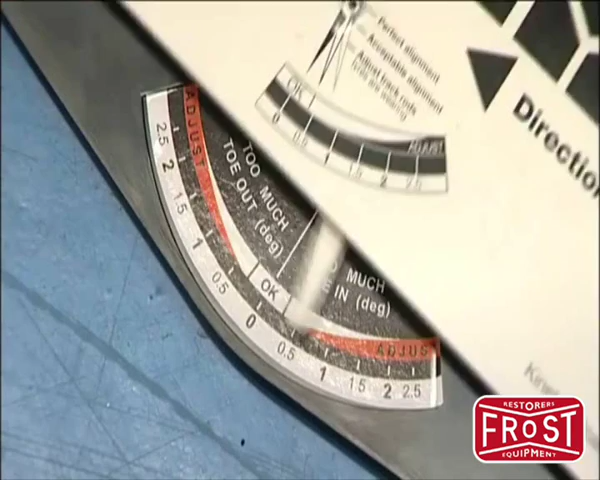 Perfect alignment
Acceptable alignment
Adjust track rods
OK
ADJUST
0 0.5 1 1.5 2 2.5
Directio
ADJUST
TOO MUCH
TOE OUT (deg)
OK
MUCH
IN (deg)
ADJUS
2.5 2 1.5 1 0.5 0 0.5 1 1.5 2 2.5
RESTORERS
FROST
EQUIPMENT